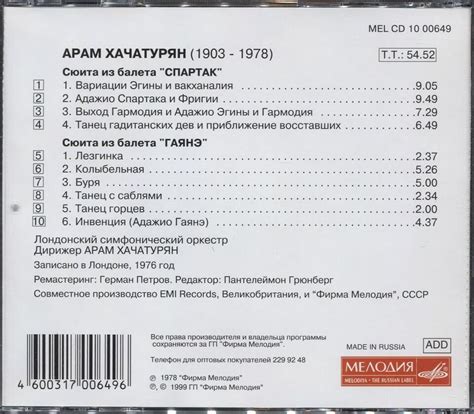 MEL CD 10 00649
АРАМ ХАЧАТУРЯН (1903 - 1978)
Т.Т.: 54.52
Сюита из балета "СПАРТАК"
1 1. Вариации Эгины и вакханалия 9.05
2 2. Адажио Спартака и Фригии 9.49
3 3. Выход Гармодия и Адажио Эгины и Гармодия 7.29
4 4. Танец гадитанских дев и приближение восставших 6.49
Сюита из балета "ГАЯНЭ"
5 1. Лезгинка 2.37
6 2. Колыбельная 5.26
7 3. Буря 5.00
8 4. Танец с саблями 2.34
9 5. Танец горцев 2.00
10 6. Инвенция (Адажио Гаянэ) 4.37
Лондонский симфонический оркестр
Дирижер АРАМ ХАЧАТУРЯН
Записано в Лондоне, 1976 год
Ремастеринг: Герман Петров. Редактор: Пантелеймон Грюнберг
Совместное производство EMI Records, Великобритания, и "Фирма Мелодия", СССР
Все права производителя и владельца программы
сохраняются за ГП "Фирма Мелодия".
Телефон для оптовых покупателей 229 92 48
MADE IN RUSSIA
ADD
℗ 1978 "Фирма Мелодия"
℗ © 1999 ГП "Фирма Мелодия"
МЕЛОДИЯ
MELODIYA - THE RUSSIAN LABEL
4 600317 006496